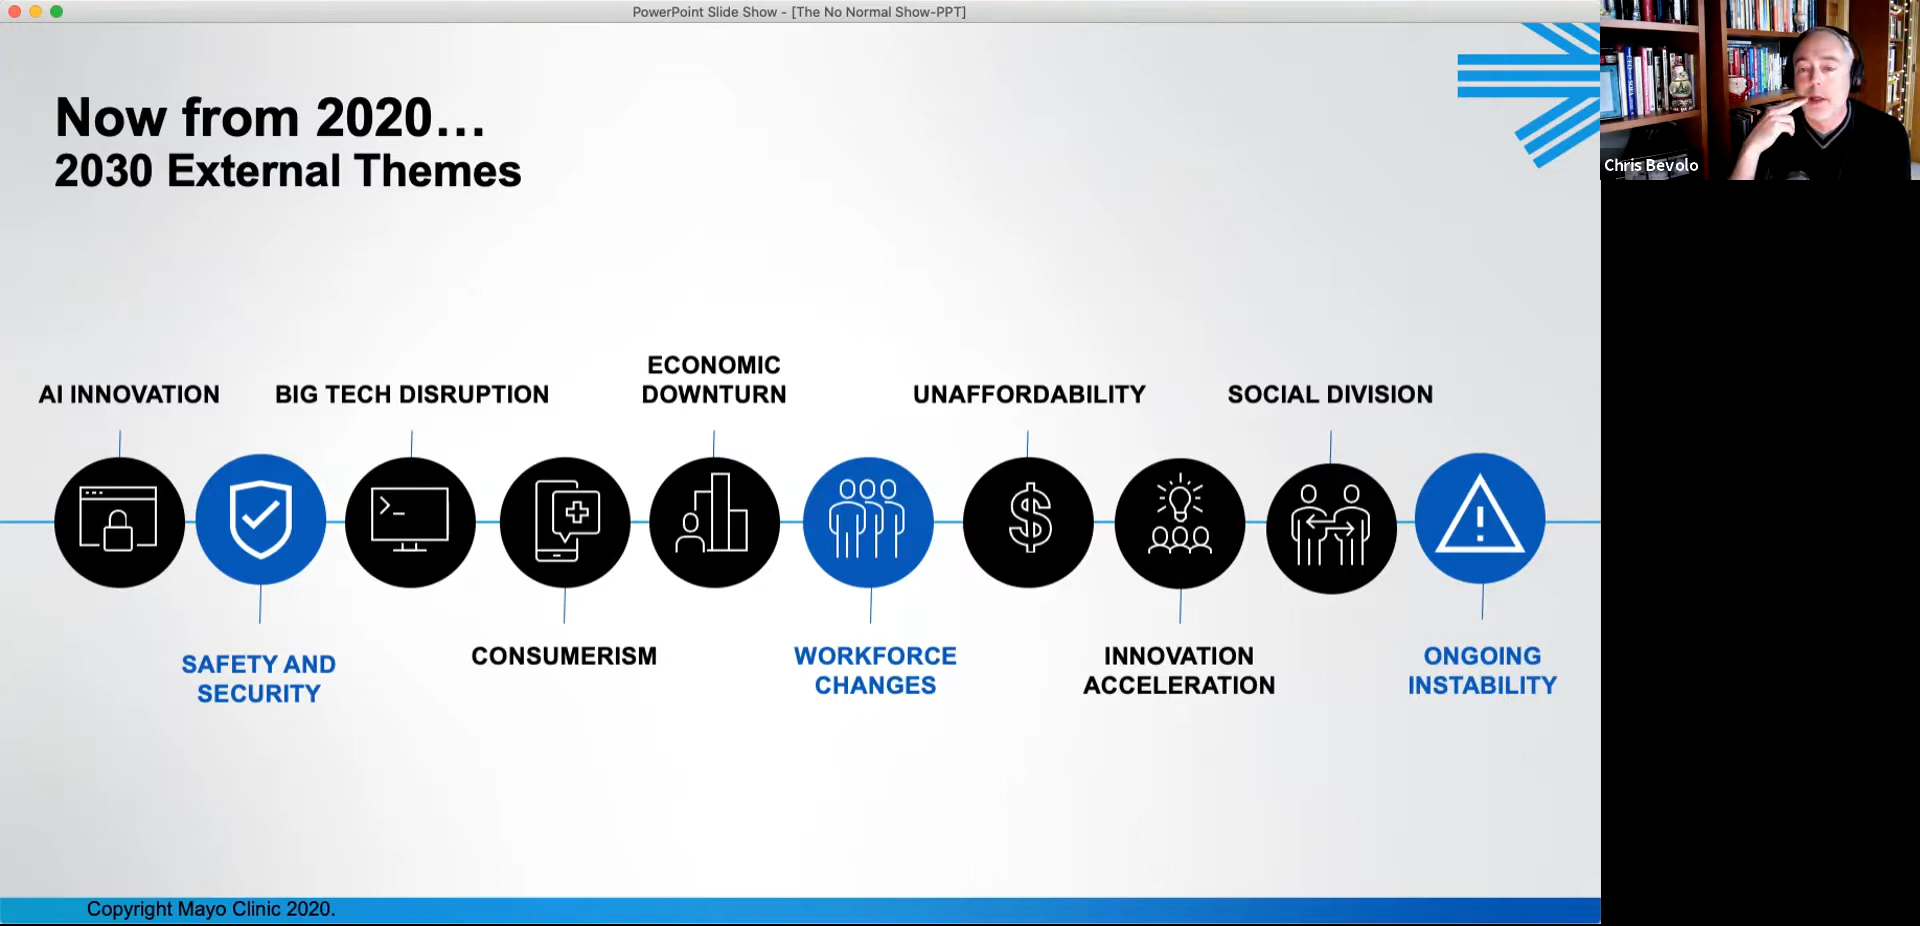 PowerPoint Slide Show - [The No Normal Show-PPT]
Now from 2020...
2030 External Themes
Chris Bevolo
AI INNOVATION
BIG TECH DISRUPTION
ECONOMIC
DOWNTURN
UNAFFORDABILITY
SOCIAL DIVISION
SAFETY AND
SECURITY
CONSUMERISM
WORKFORCE
CHANGES
INNOVATION
ACCELERATION
ONGOING
INSTABILITY
Copyright Mayo Clinic 2020.